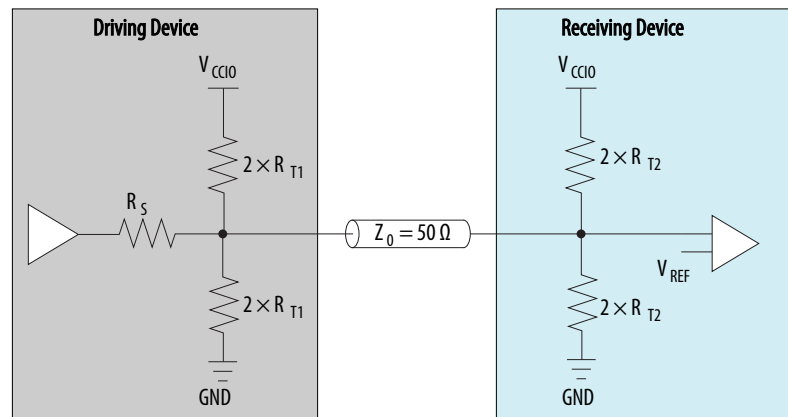 Driving Device
V CCIO
2 × R T1
R S
2 × R T1
GND
Z 0 = 50 Ω
Receiving Device
V CCIO
2 × R T2
V REF
2 × R T2
GND